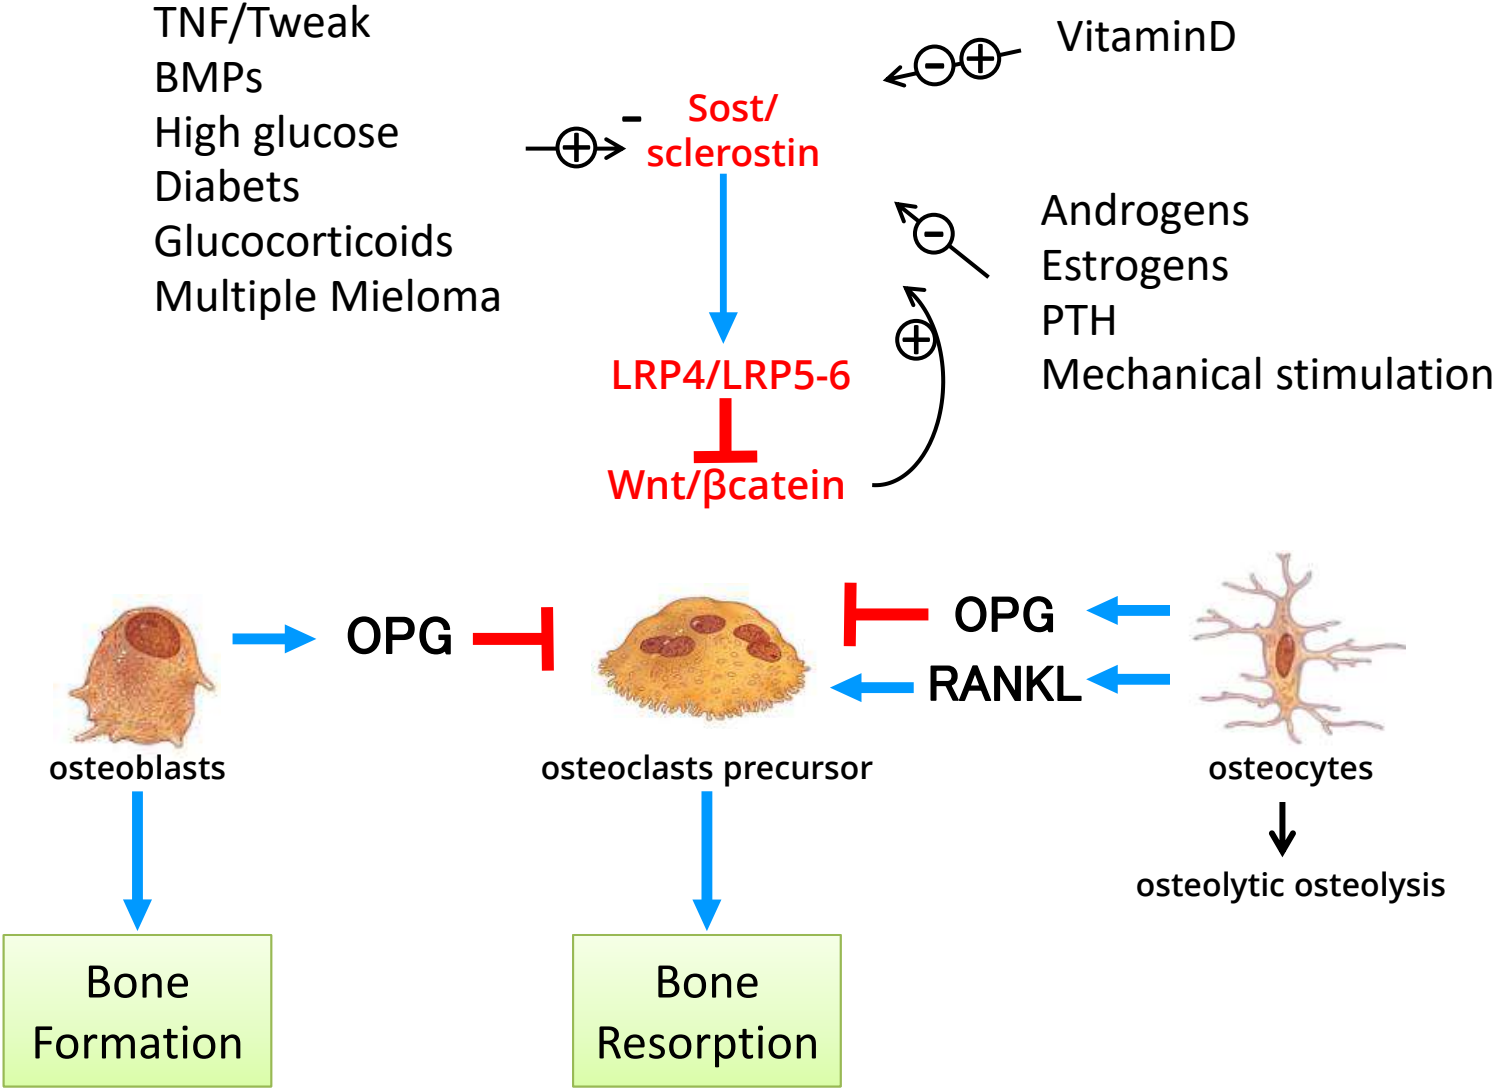 TNF/Tweak
BMPs
High glucose
Diabets
Glucocorticoids
Multiple Mieloma
+
-
Sost/
sclerostin
- +
VitaminD
-
Androgens
Estrogens
PTH
Mechanical stimulation
+
LRP4/LRP5-6
Wnt/βcatein
OPG
OPG
RANKL
osteoblasts
osteoclasts precursor
osteocytes
osteolytic osteolysis
Bone
Formation
Bone
Resorption